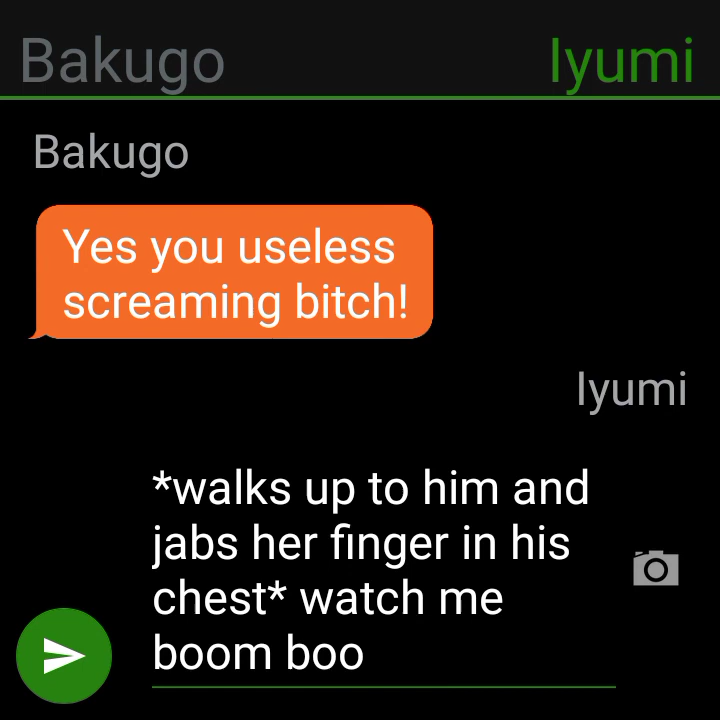 Bakugo Iyumi
Bakugo
Yes you useless
screaming bitch!
Iyumi
*walks up to him and
jabs her finger in his
chest* watch me
boom boo